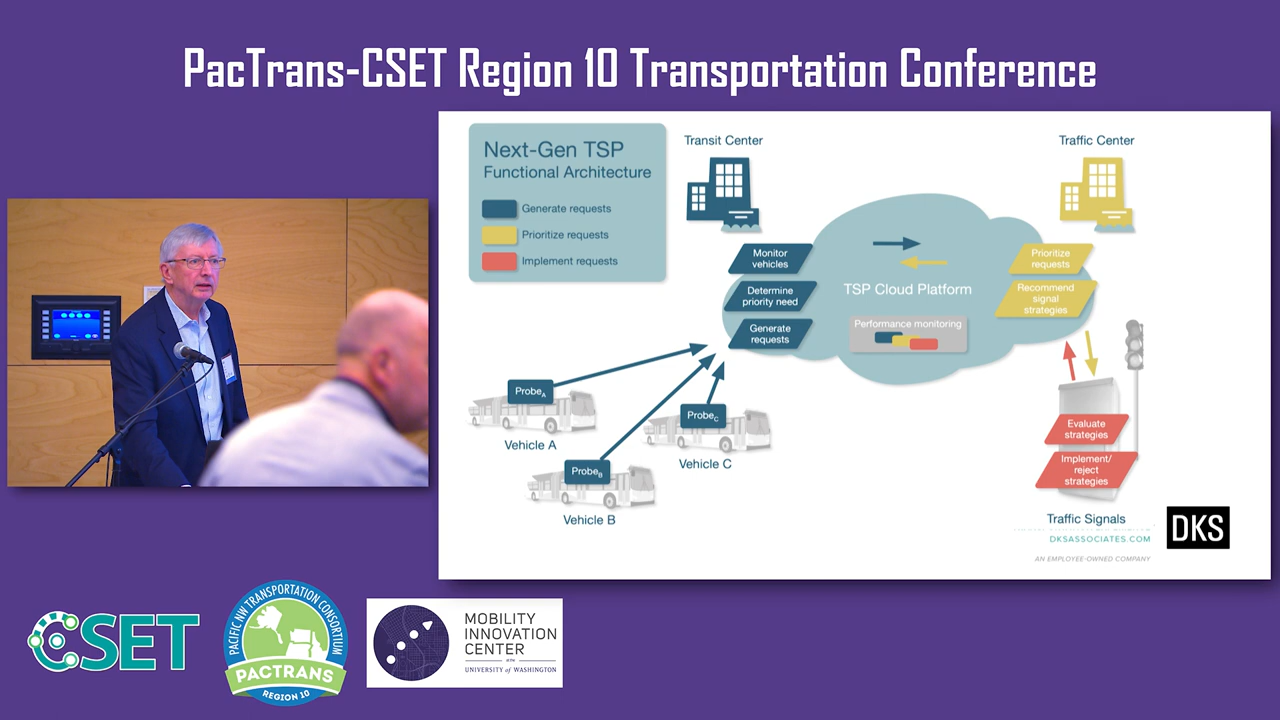 PacTrans-CSET Region 10 Transportation Conference
Next-Gen TSP
Functional Architecture
Generate requests
Prioritize requests
Implement requests
Transit Center
Traffic Center
Monitor
vehicles
Determine
priority need
Generate
requests
TSP Cloud Platform
Performance monitoring
Prioritize
requests
Recommend
signal
strategies
Probe_A
Vehicle A
Probe_B
Vehicle B
Probe_C
Vehicle C
Evaluate
strategies
Implement/
reject
strategies
Traffic Signals
DKSASSOCIATES.COM
AN EMPLOYEE-OWNED COMPANY
DKS
CSET
PACIFIC NW TRANSPORTATION CONSORTIUM
PACTRANS
REGION 10
MOBILITY
INNOVATION
CENTER
UNIVERSITY of WASHINGTON